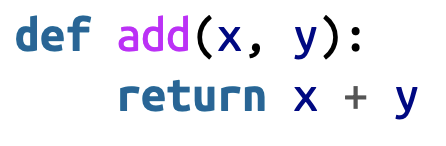 def add(x, y):
    return x + y